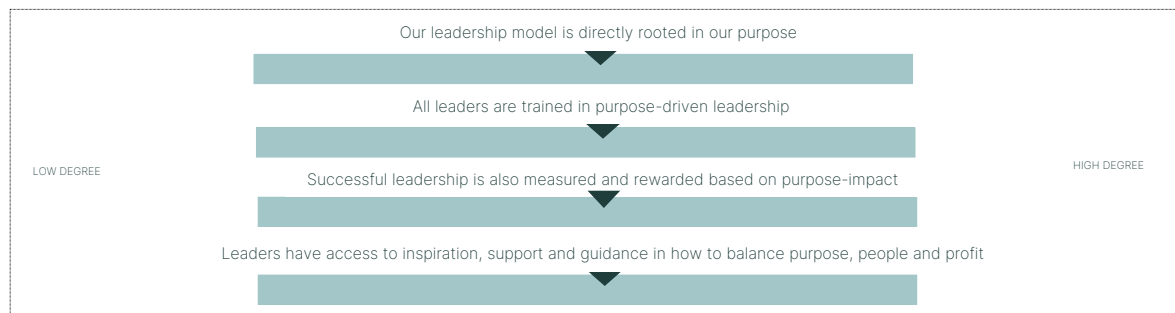 Our leadership model is directly rooted in our purpose
All leaders are trained in purpose-driven leadership
LOW DEGREE
HIGH DEGREE
Successful leadership is also measured and rewarded based on purpose-impact
Leaders have access to inspiration, support and guidance in how to balance purpose, people and profit